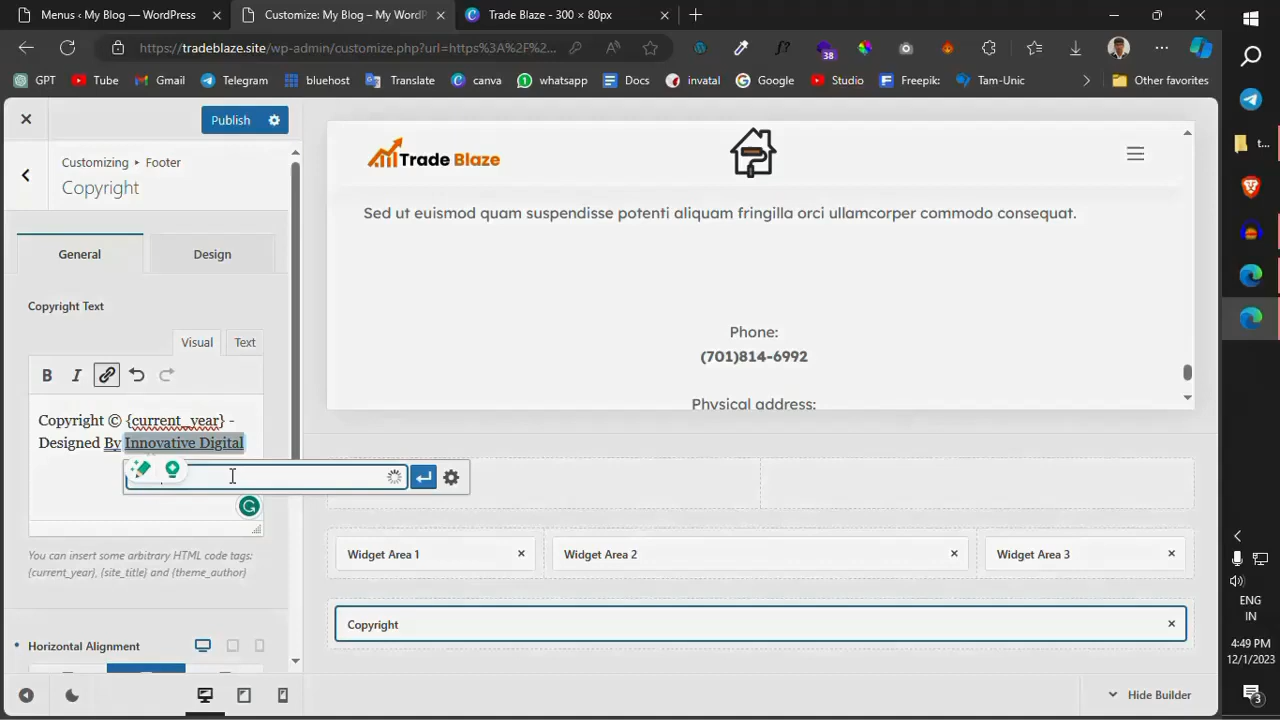 Menus ‹ My Blog — WordPress
Customize: My Blog – My WordP
Trade Blaze - 300 × 80px
https://tradeblaze.site/wp-admin/customize.php?url=https%3A%2F%2...
38
GPT
Tube
Gmail
Telegram
bluehost
Translate
canva
whatsapp
Docs
invatal
Google
Studio
Freepik:
Tam-Unic
Other favorites
Publish
Customizing ▸ Footer
Copyright
General
Design
Copyright Text
Visual
Text
B I
Copyright © {current_year} -
Designed By Innovative Digital
You can insert some arbitrary HTML code tags:
{current_year}, {site_title} and {theme_author}
Horizontal Alignment
Trade Blaze
Sed ut euismod quam suspendisse potenti aliquam fringilla orci ullamcorper commodo consequat.
Phone:
(701)814-6992
Physical address:
Widget Area 1
Widget Area 2
Widget Area 3
Copyright
Hide Builder
t...
ENG
IN
4:49 PM
12/1/2023
3